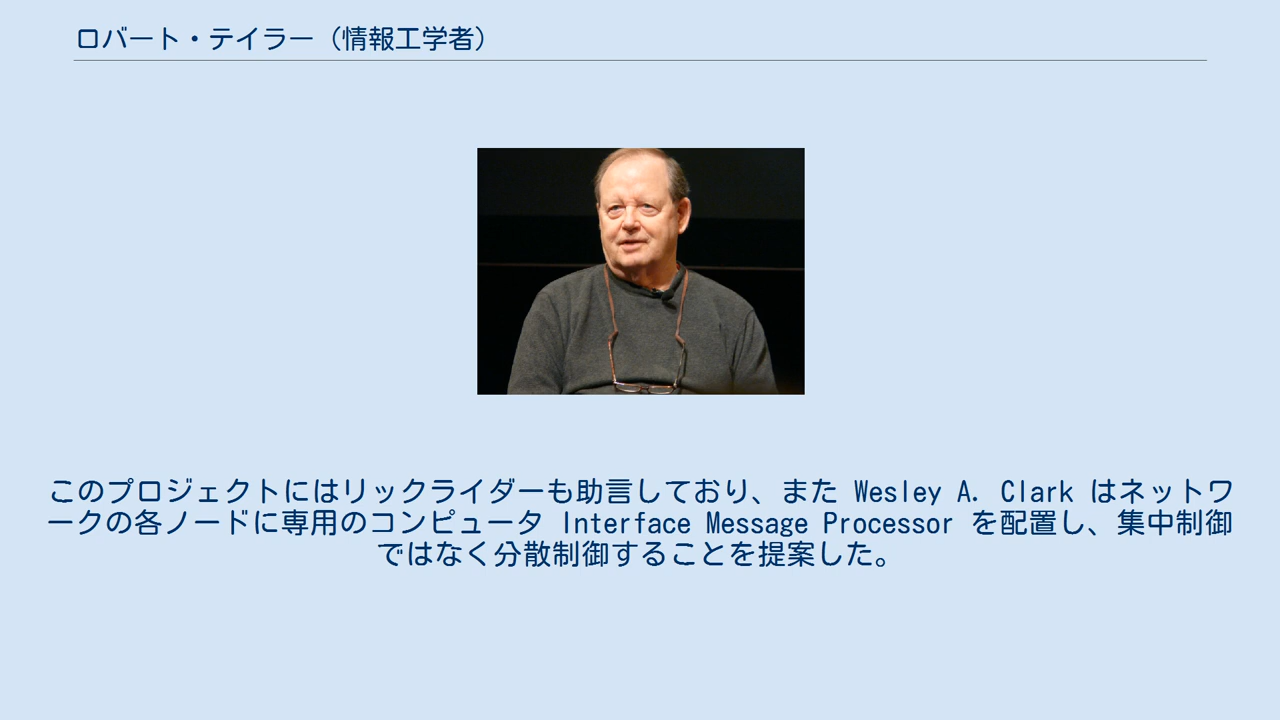 ロバート・テイラー（情報工学者）
このプロジェクトにはリックライダーも助言しており、また Wesley A. Clark はネットワ
ークの各ノードに専用のコンピュータ Interface Message Processor を配置し、集中制御
ではなく分散制御することを提案した。